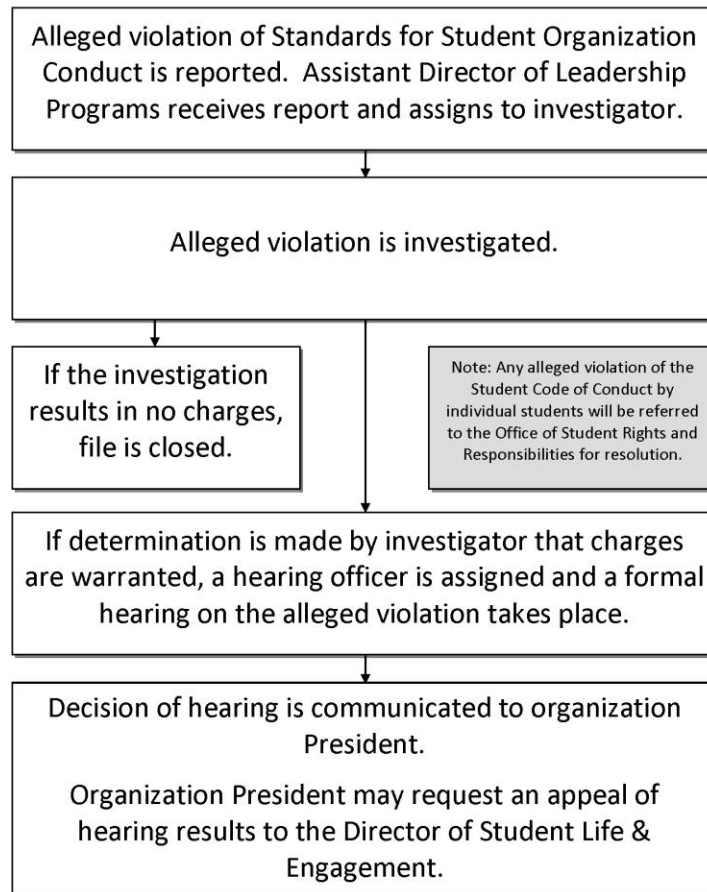 Alleged violation of Standards for Student Organization
Conduct is reported.  Assistant Director of Leadership
Programs receives report and assigns to investigator.
Alleged violation is investigated.
If the investigation
results in no charges,
file is closed.
Note: Any alleged violation of the
Student Code of Conduct by
individual students will be referred
to the Office of Student Rights and
Responsibilities for resolution.
If determination is made by investigator that charges
are warranted, a hearing officer is assigned and a formal
hearing on the alleged violation takes place.
Decision of hearing is communicated to organization
President.
Organization President may request an appeal of
hearing results to the Director of Student Life &
Engagement.